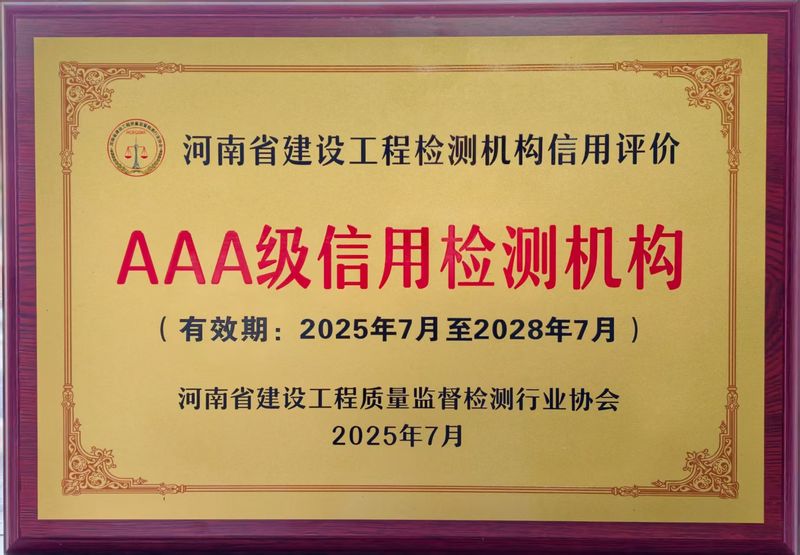 河南省建设工程检测机构信用评价
AAA级信用检测机构
（有效期：2025年7月至2028年7月）
河南省建设工程质量监督检测行业协会
2025年7月